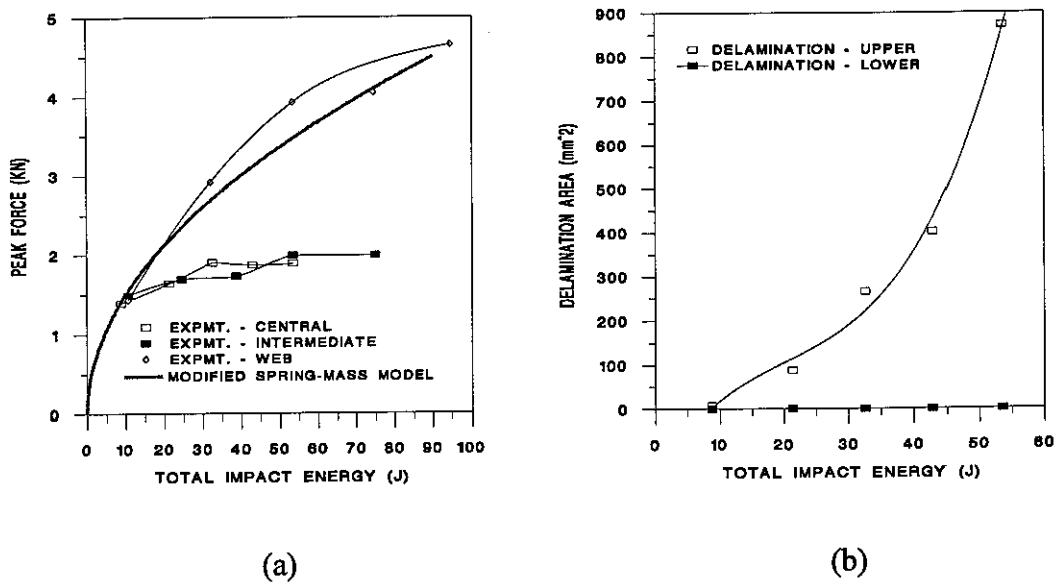 5
4
3
2
1
0
PEAK FORCE (KN)
EXPMT. - CENTRAL
EXPMT. - INTERMEDIATE
EXPMT. - WEB
MODIFIED SPRING-MASS MODEL
0 10 20 30 40 50 60 70 80 90 100
TOTAL IMPACT ENERGY (J)
(a)
900
800
700
600
500
400
300
200
100
0
DELAMINATION AREA (mm^2)
DELAMINATION - UPPER
DELAMINATION - LOWER
0 10 20 30 40 50 60
TOTAL IMPACT ENERGY (J)
(b)